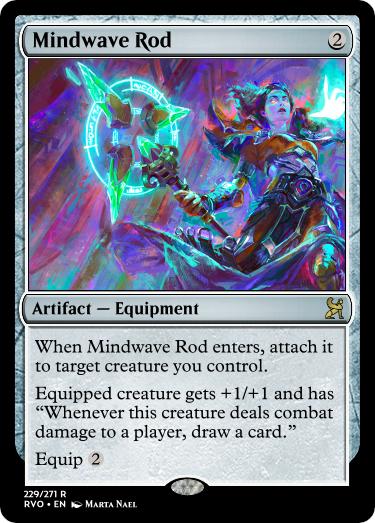 Mindwave Rod 2
Artifact — Equipment
When Mindwave Rod enters, attach it
to target creature you control.
Equipped creature gets +1/+1 and has
“Whenever this creature deals combat
damage to a player, draw a card.”
Equip 2
229/271 R
RVO • EN Marta Nael